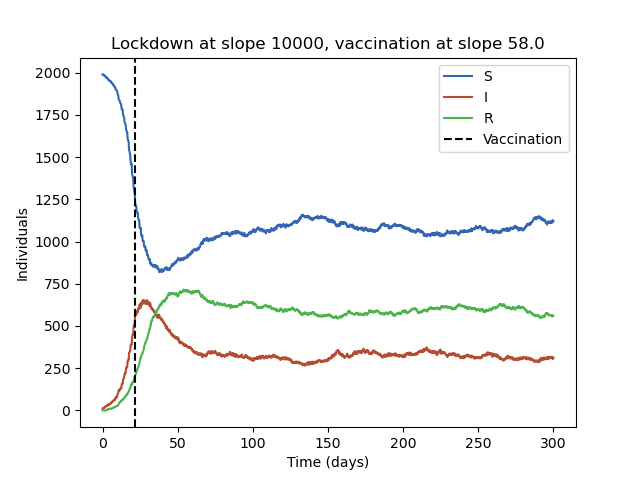 Lockdown at slope 10000, vaccination at slope 58.0
S
I
R
Vaccination
Individuals
2000
1750
1500
1250
1000
750
500
250
0
0 50 100 150 200 250 300
Time (days)